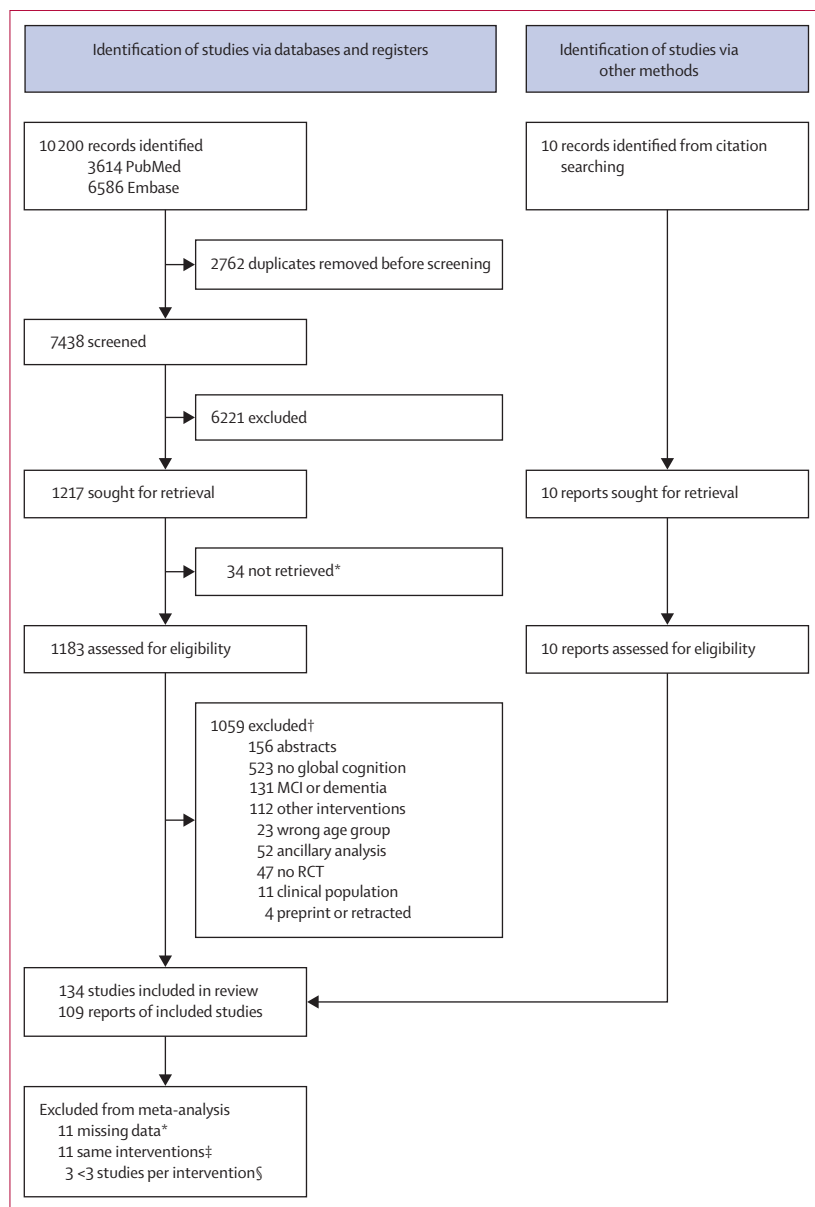 Identification of studies via databases and registers
Identification of studies via
other methods
10 200 records identified
3614 PubMed
6586 Embase
10 records identified from citation
searching
2762 duplicates removed before screening
7438 screened
6221 excluded
1217 sought for retrieval
10 reports sought for retrieval
34 not retrieved*
1183 assessed for eligibility
10 reports assessed for eligibility
1059 excluded†
156 abstracts
523 no global cognition
131 MCI or dementia
112 other interventions
23 wrong age group
52 ancillary analysis
47 no RCT
11 clinical population
4 preprint or retracted
134 studies included in review
109 reports of included studies
Excluded from meta-analysis
11 missing data*
11 same interventions‡
3 <3 studies per intervention§